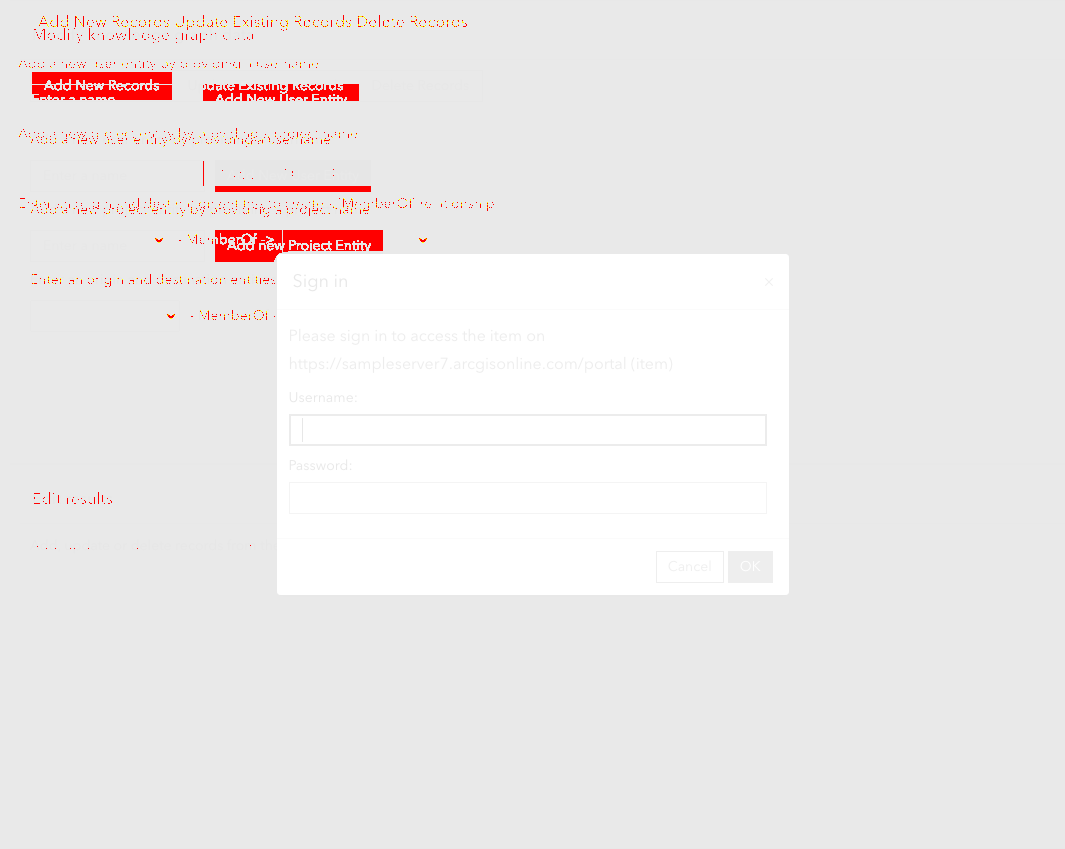 Add New Records Update Existing Records Delete Records
Modify knowledge graph data
Add a new user entity by providing a username
Add New Records
Update Existing Records
Enter a name
Add New User Entity
Add a new user entity by providing a username
Enter an origin and destination entities to create a 'MemberOf' relationship
Add a new project entity by providing a project name
- MemberOf ->
Add new Project Entity
Enter an origin and destination entities
- MemberOf -
Sign in
×
Please sign in to access the item on
https://sampleserver7.arcgisonline.com/portal (item)
Username:
Password:
Cancel
OK
Edit results